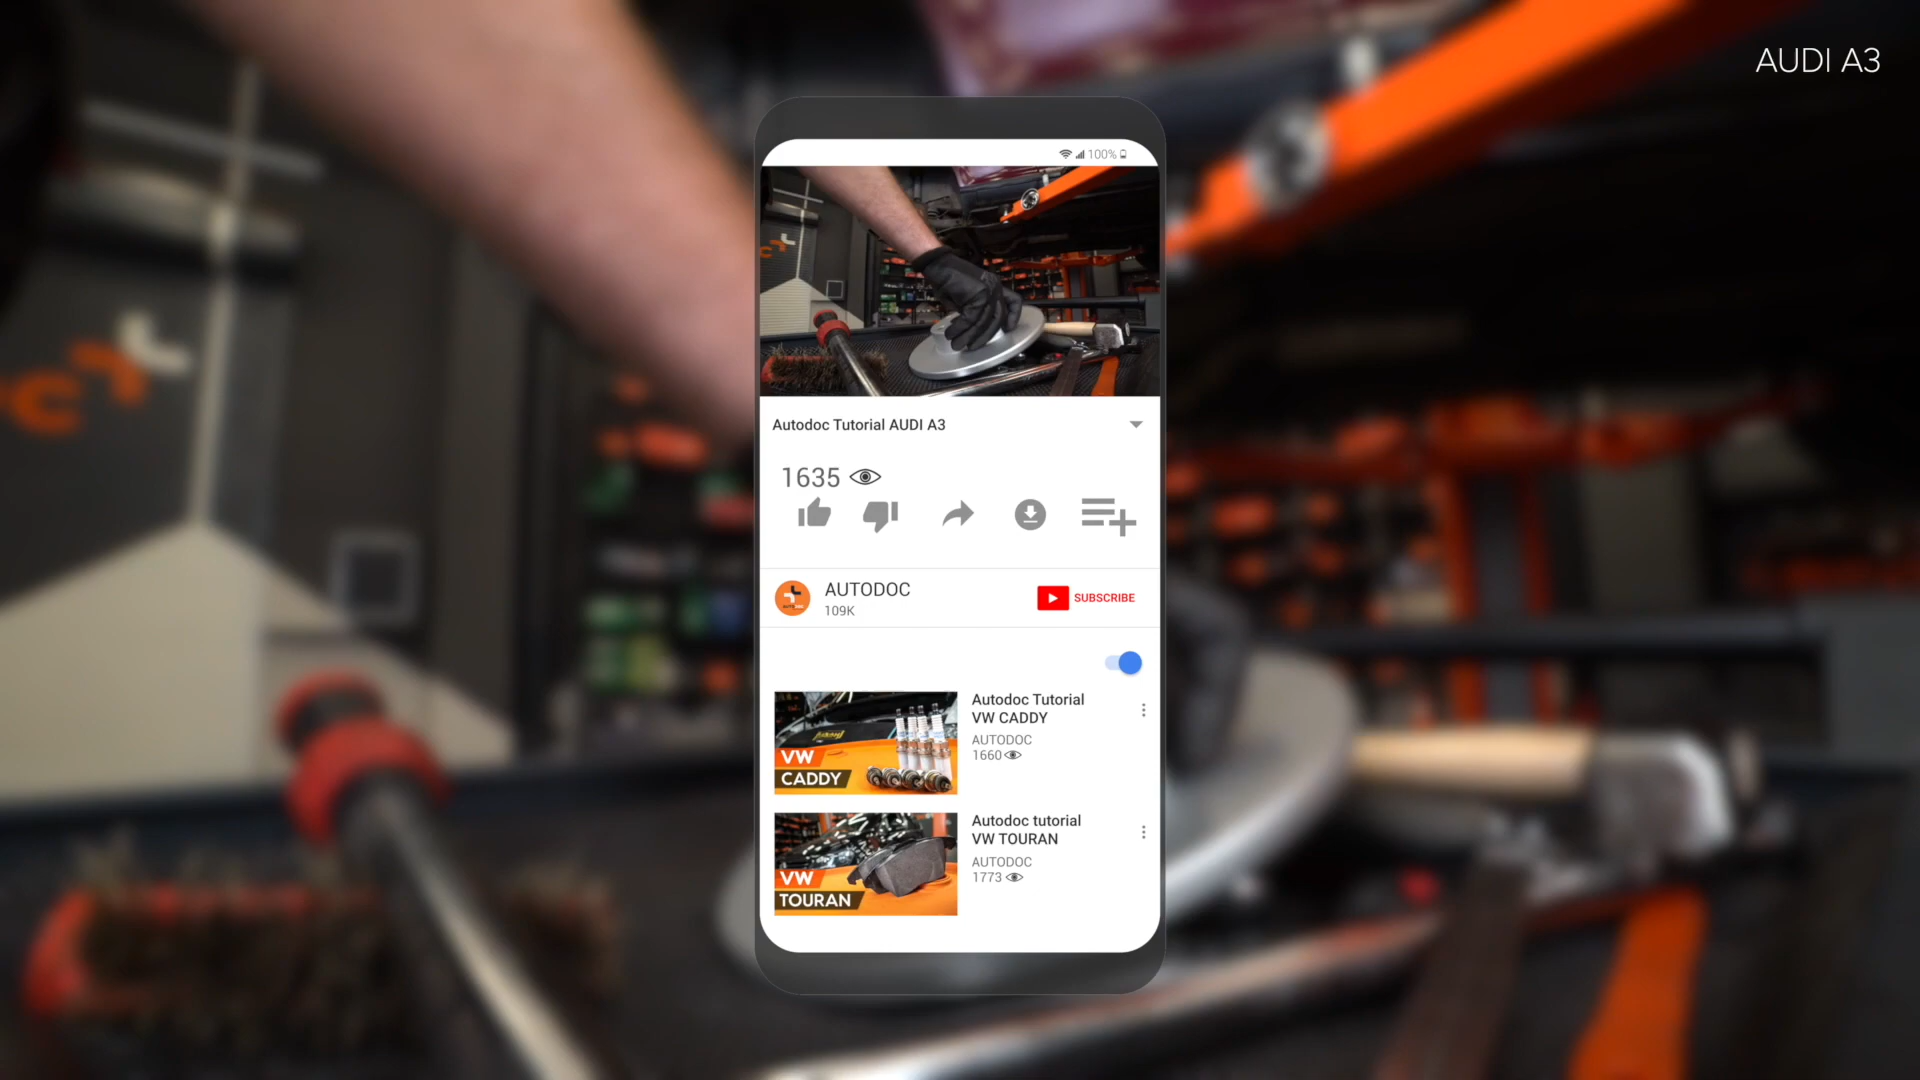 AUDI A3
100%
Autodoc Tutorial AUDI A3
1635
AUTODOC
109K
SUBSCRIBE
VW
CADDY
Autodoc Tutorial
VW CADDY
AUTODOC
1660
VW
TOURAN
Autodoc tutorial
VW TOURAN
AUTODOC
1773